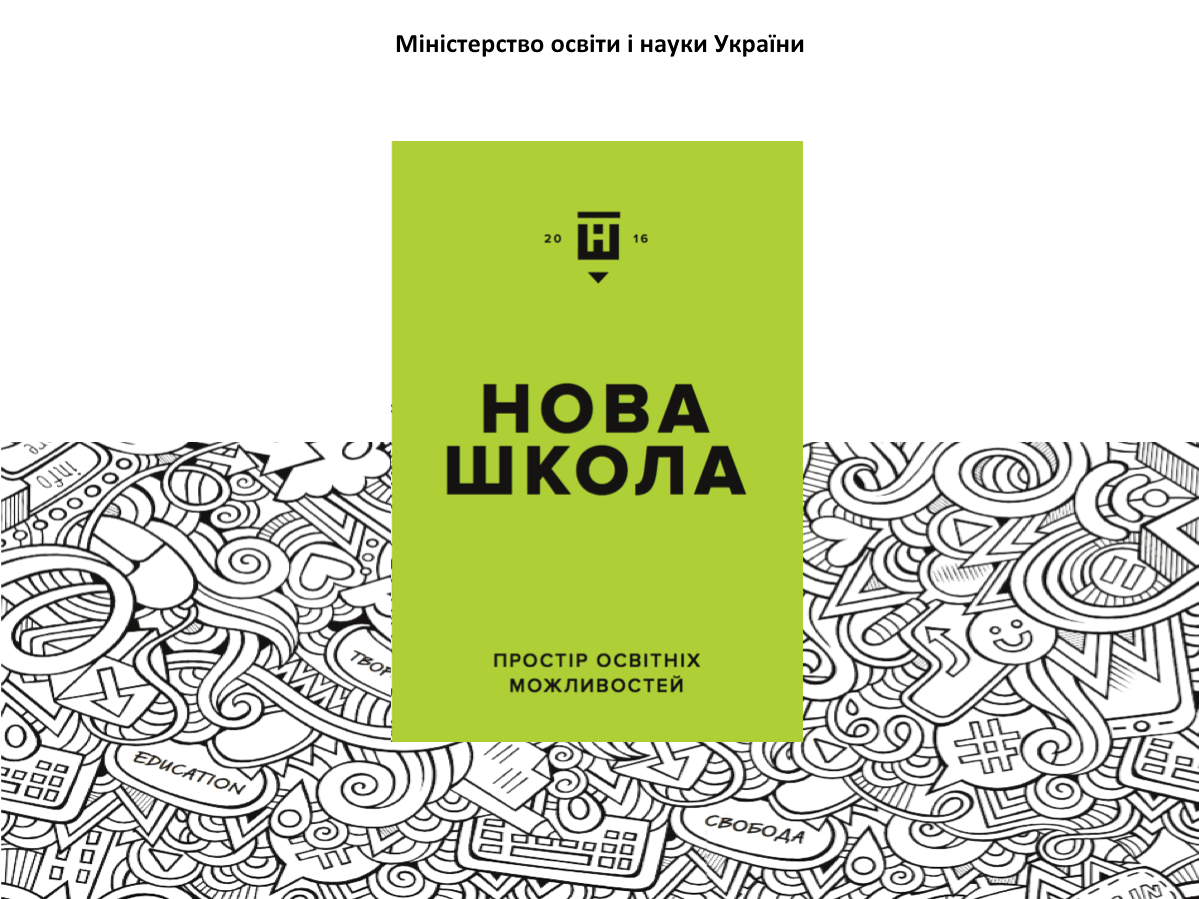 Міністерство освіти і науки України
20 16
НОВА
ШКОЛА
ПРОСТІР ОСВІТНІХ
МОЖЛИВОСТЕЙ
info
EDUCATION
СВОБОДА